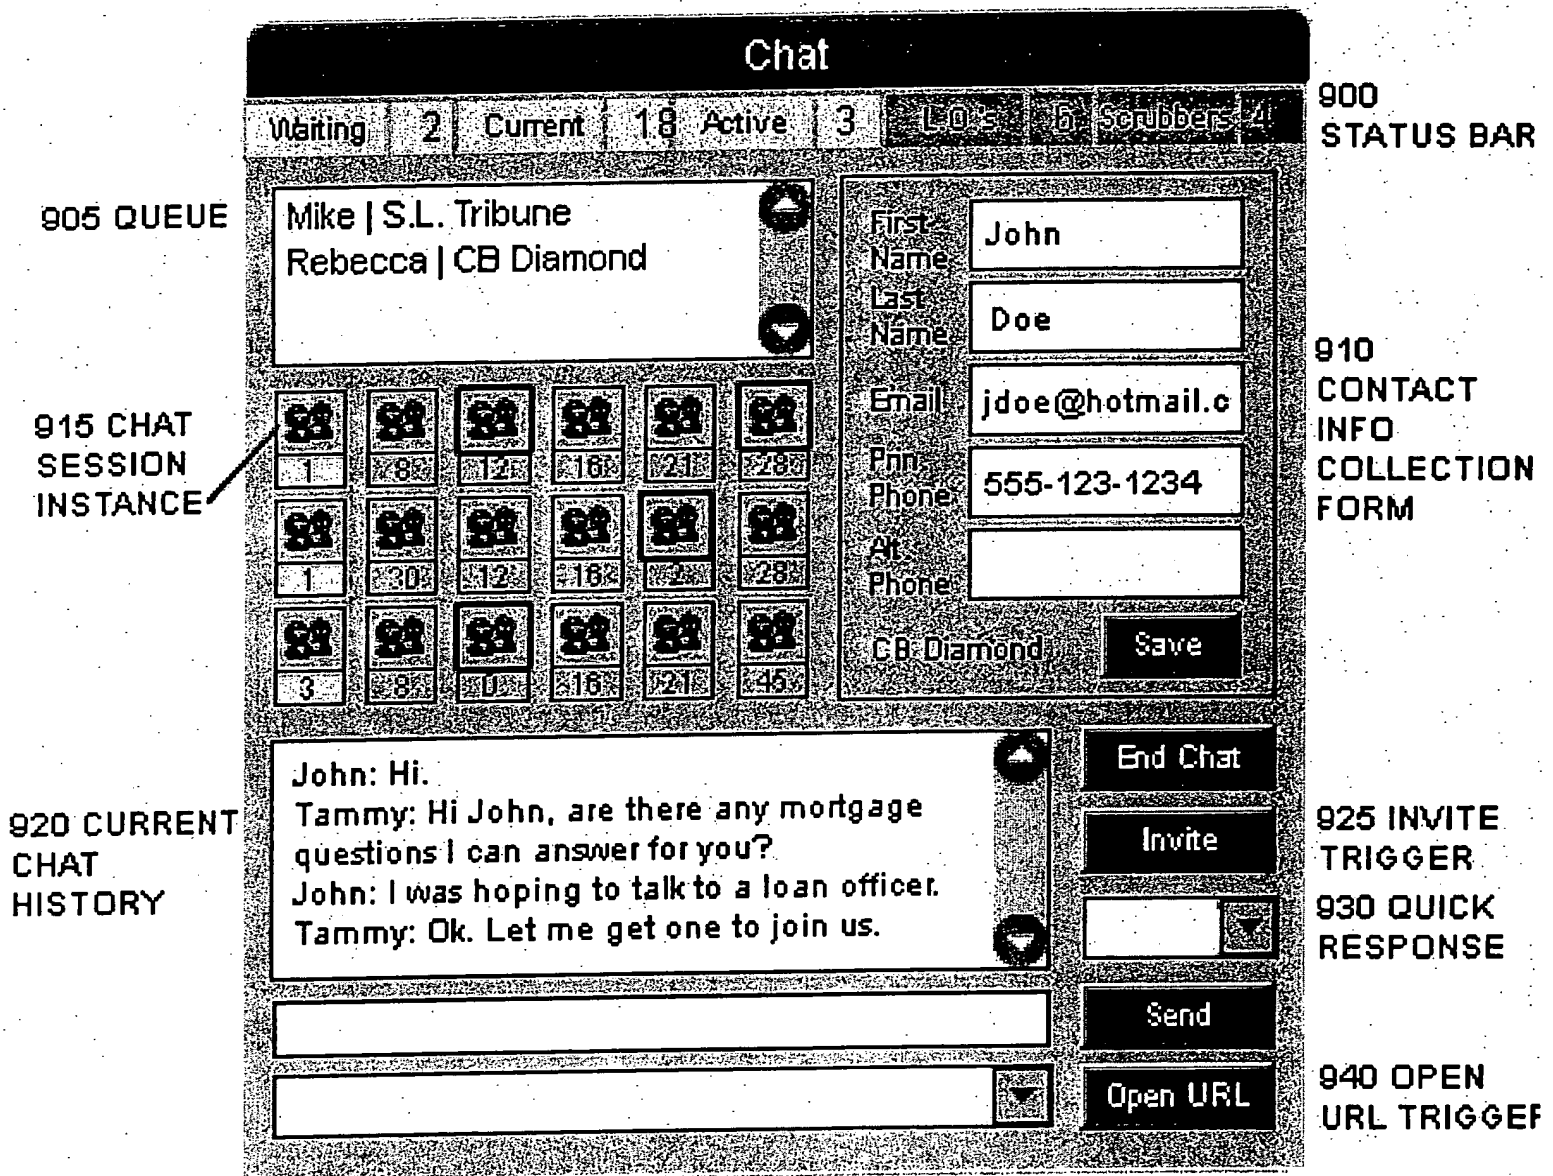 Chat
Waiting 2 Current 18 Active 3 L O's 6 Scrubbers 4
900
STATUS BAR
905 QUEUE
Mike | S.L. Tribune
Rebecca | CB Diamond
First
Name
John
Last
Name
Doe
Email
jdoe@hotmail.c
Prin
Phone
555-123-1234
Alt
Phone
CB Diamond
Save
910
CONTACT
INFO
COLLECTION
FORM
915 CHAT
SESSION
INSTANCE
1 8 12 16 21 28
1 30 12 16 2 28
3 8 0 16 21 45
John: Hi.
Tammy: Hi John, are there any mortgage
questions I can answer for you?
John: I was hoping to talk to a loan officer.
Tammy: Ok. Let me get one to join us.
920 CURRENT
CHAT
HISTORY
End Chat
Invite
925 INVITE
TRIGGER
930 QUICK
RESPONSE
Send
Open URL
940 OPEN
URL TRIGGER